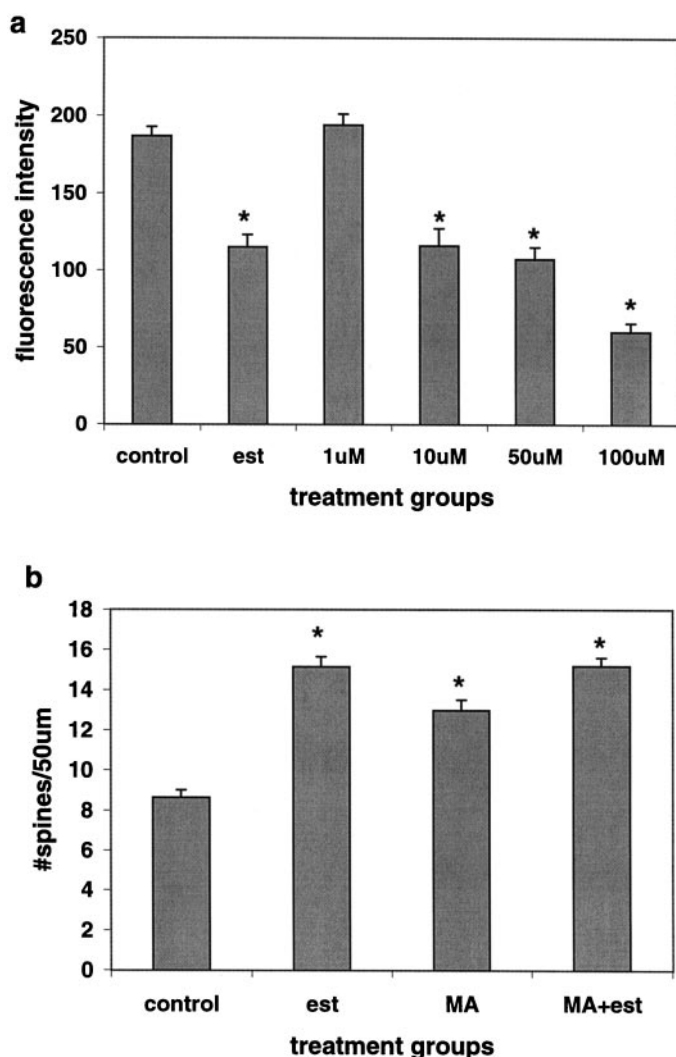 a
250
200
150
100
50
0
fluorescence intensity
* * * *
control est 1uM 10uM 50uM 100uM
treatment groups
b
18
16
14
12
10
8
6
4
2
0
#spines/50um
* * *
control est MA MA+est
treatment groups